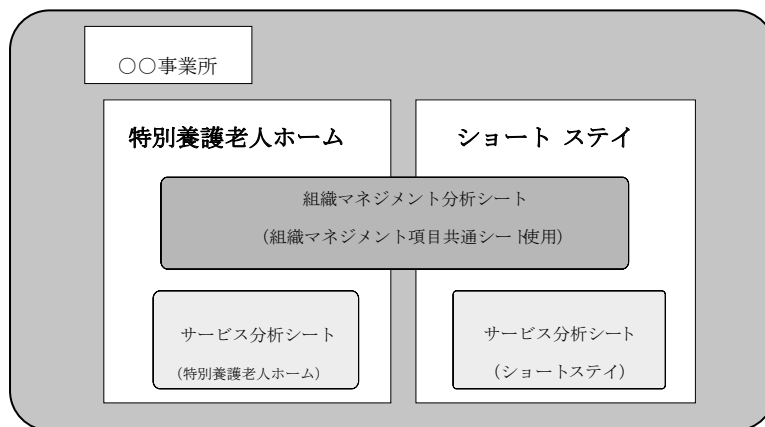 〇〇事業所
特別養護老人ホーム
ショート ステイ
組織マネジメント分析シート
(組織マネジメント項目共通シート使用)
サービス分析シート
(特別養護老人ホーム)
サービス分析シート
(ショートステイ)